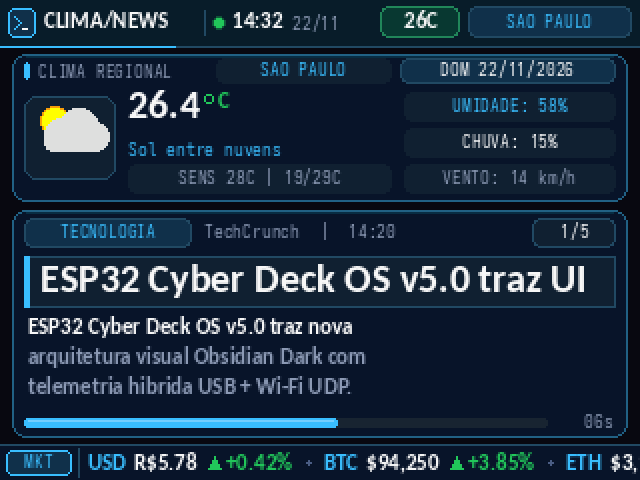 >_ CLIMA/NEWS 14:32 22/11 26C SAO PAULO
CLIMA REGIONAL SAO PAULO DOM 22/11/2026
26.4°C UMIDADE: 58%
Sol entre nuvens CHUVA: 15%
SENS 28C | 19/29C VENTO: 14 km/h
TECNOLOGIA TechCrunch | 14:20 1/5
ESP32 Cyber Deck OS v5.0 traz UI
ESP32 Cyber Deck OS v5.0 traz nova
arquitetura visual Obsidian Dark com
telemetria hibrida USB + Wi-Fi UDP.
06s
MKT USD R$5.78 ▲+0.42% • BTC $94,250 ▲+3.85% • ETH $3,